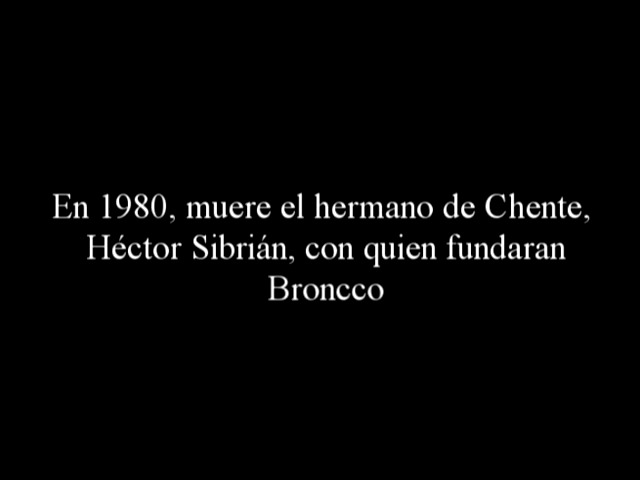 En 1980, muere el hermano de Chente,
Héctor Sibrián, con quien fundaran
Broncco